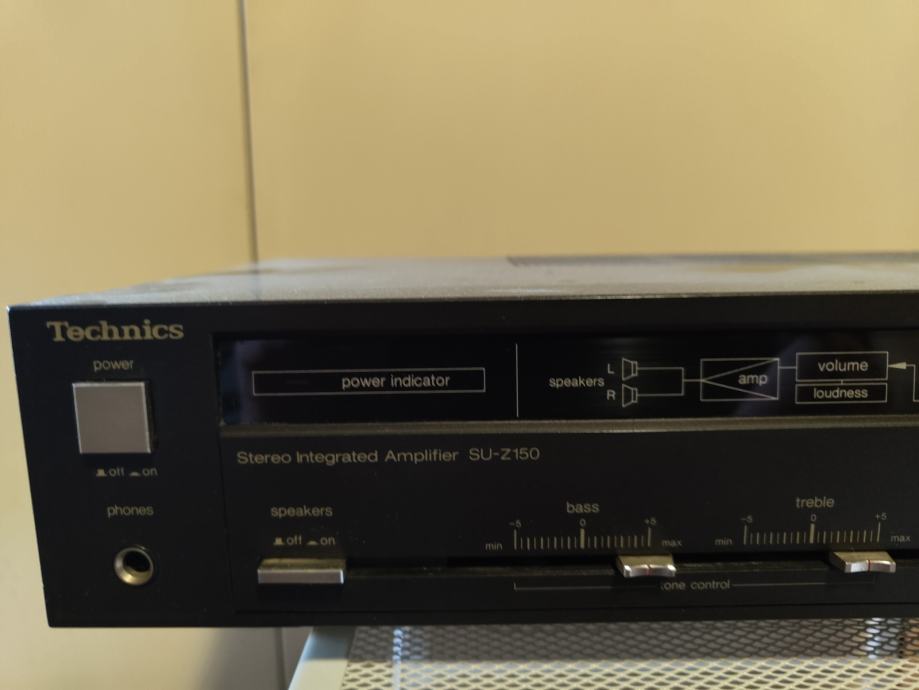 Technics
power
off on
phones
power indicator
speakers
L
R
amp
volume
loudness
Stereo Integrated Amplifier SU-Z150
speakers
off on
bass
-5 0 +5
min max
treble
-5 0 +5
min max
tone control